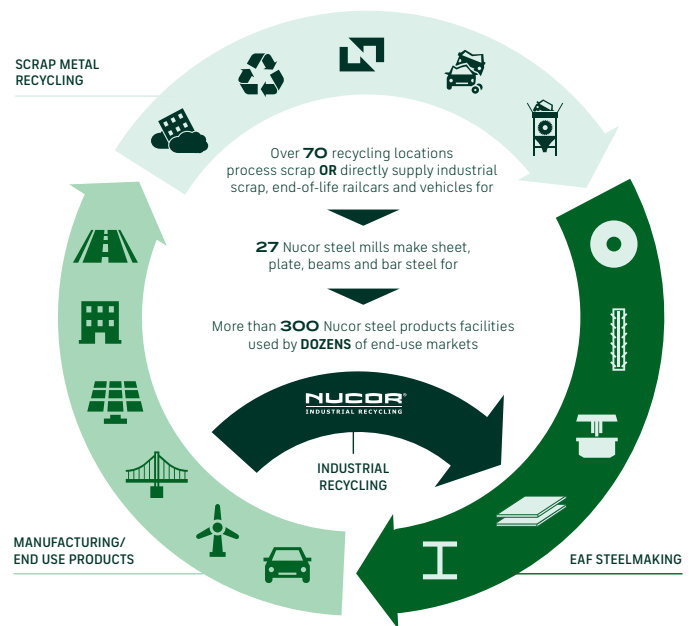 SCRAP METAL
RECYCLING
Over 70 recycling locations
process scrap OR directly supply industrial
scrap, end-of-life railcars and vehicles for
27 Nucor steel mills make sheet,
plate, beams and bar steel for
More than 300 Nucor steel products facilities
used by DOZENS of end-use markets
NUCOR®
INDUSTRIAL RECYCLING
INDUSTRIAL
RECYCLING
MANUFACTURING/
END USE PRODUCTS
EAF STEELMAKING